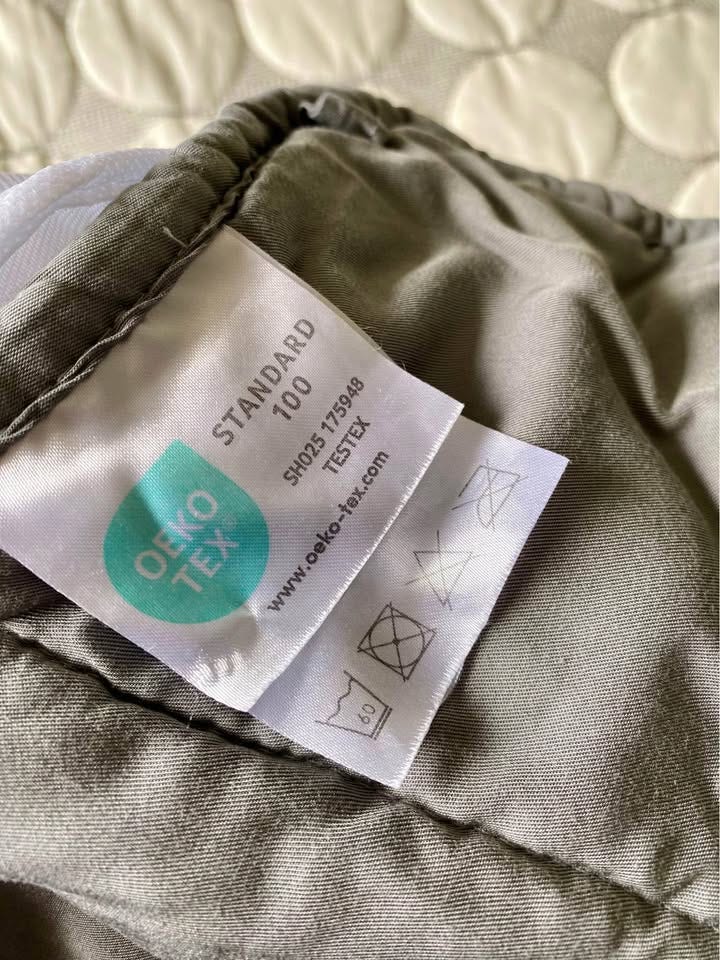 OEKO
TEX®
STANDARD
100
SH025 175948
TESTEX
www.oeko-tex.com
60